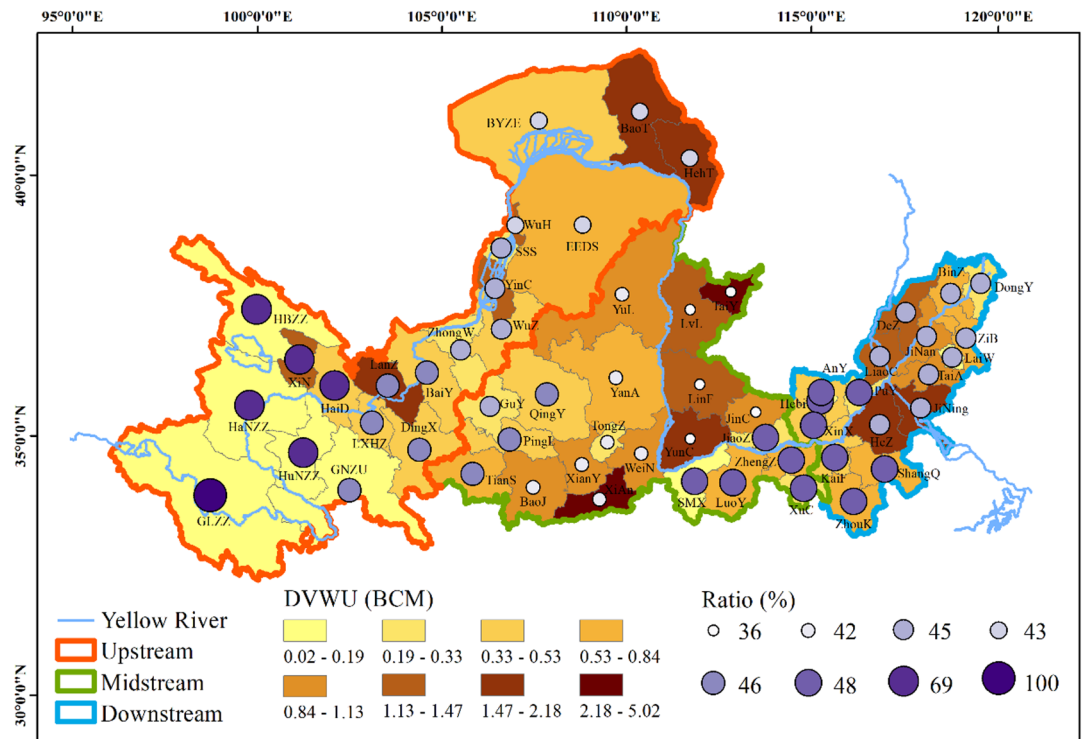 95°0'0"E 100°0'0"E 105°0'0"E 110°0'0"E 115°0'0"E 120°0'0"E
40°0'0"N
35°0'0"N
30°0'0"N
BYZE
BaoT
HehT
WuH
EEDS
SSS
YinC
BinZ
DongY
HBZZ
YuL
LvL
TaiY
DeZ
ZhongW
WuZ
JiNan
ZiB
XiN
LanZ
LiaoC
LaiW
HaiD
BaiY
AnY
TaiA
YanA
LinF
Hebi
PuY
HaNZZ
GuY
QingY
JinC
JiNing
LXHZ
DingX
TongZ
JiaoZ
XinX
HeZ
HuNZZ
PingL
YunC
GNZU
WeiN
ZhengZ
KaiF
ShangQ
TianS
XianY
GLZZ
BaoJ
XiAn
SMX
LuoY
XuC
ZhouK
Yellow River
Upstream
Midstream
Downstream
DVWU (BCM)
0.02 - 0.19 0.19 - 0.33 0.33 - 0.53 0.53 - 0.84
0.84 - 1.13 1.13 - 1.47 1.47 - 2.18 2.18 - 5.02
Ratio (%)
36 42 45 43
46 48 69 100